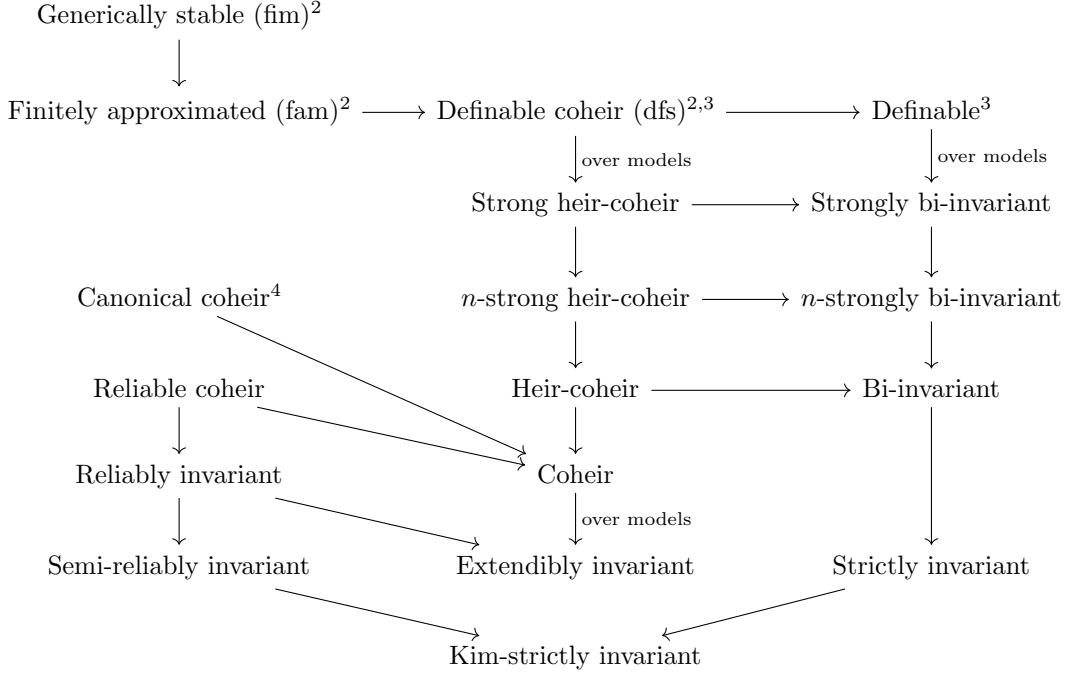 Generically stable (fim)²
Finitely approximated (fam)² Definable coheir (dfs)²,³ Definable³
over models over models
Strong heir-coheir Strongly bi-invariant
Canonical coheir⁴ n-strong heir-coheir n-strongly bi-invariant
Reliable coheir Heir-coheir Bi-invariant
Reliably invariant Coheir
over models
Semi-reliably invariant Extendibly invariant Strictly invariant
Kim-strictly invariant